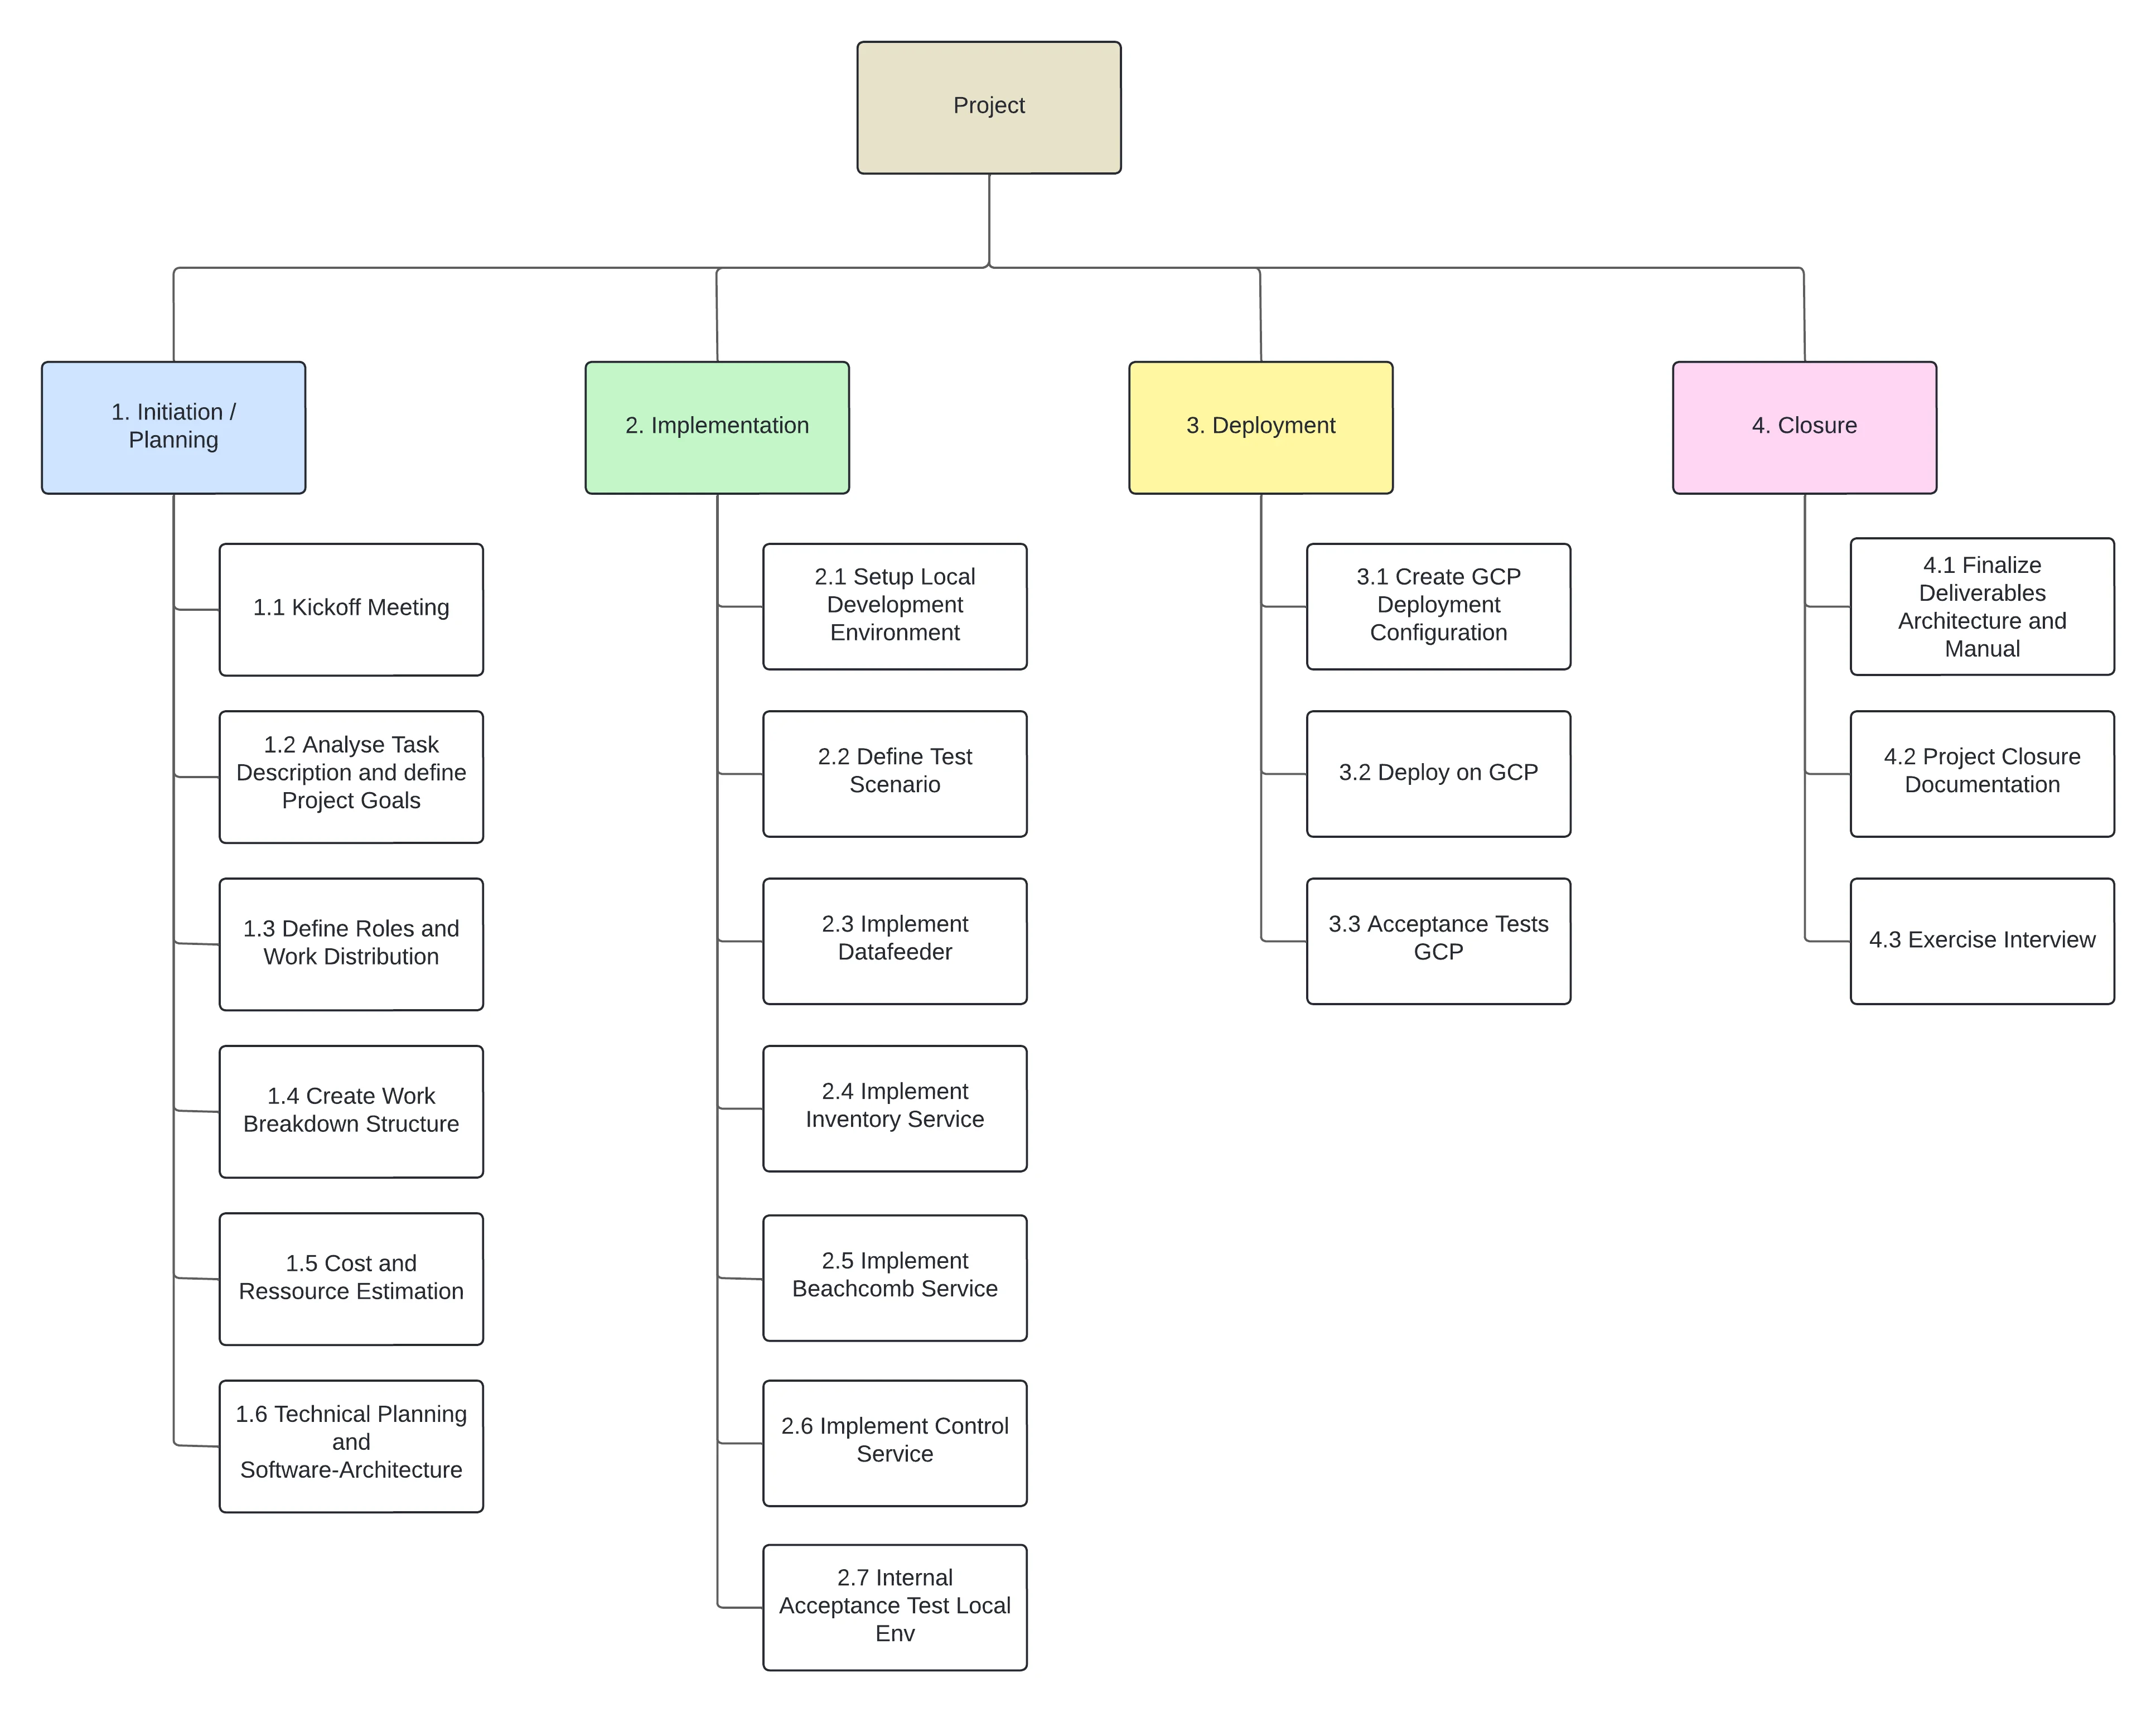 Project
1. Initiation /
Planning
2. Implementation
3. Deployment
4. Closure
1.1 Kickoff Meeting
1.2 Analyse Task
Description and define
Project Goals
1.3 Define Roles and
Work Distribution
1.4 Create Work
Breakdown Structure
1.5 Cost and
Ressource Estimation
1.6 Technical Planning
and
Software-Architecture
2.1 Setup Local
Development
Environment
2.2 Define Test
Scenario
2.3 Implement
Datafeeder
2.4 Implement
Inventory Service
2.5 Implement
Beachcomb Service
2.6 Implement Control
Service
2.7 Internal
Acceptance Test Local
Env
3.1 Create GCP
Deployment
Configuration
3.2 Deploy on GCP
3.3 Acceptance Tests
GCP
4.1 Finalize
Deliverables
Architecture and
Manual
4.2 Project Closure
Documentation
4.3 Exercise Interview